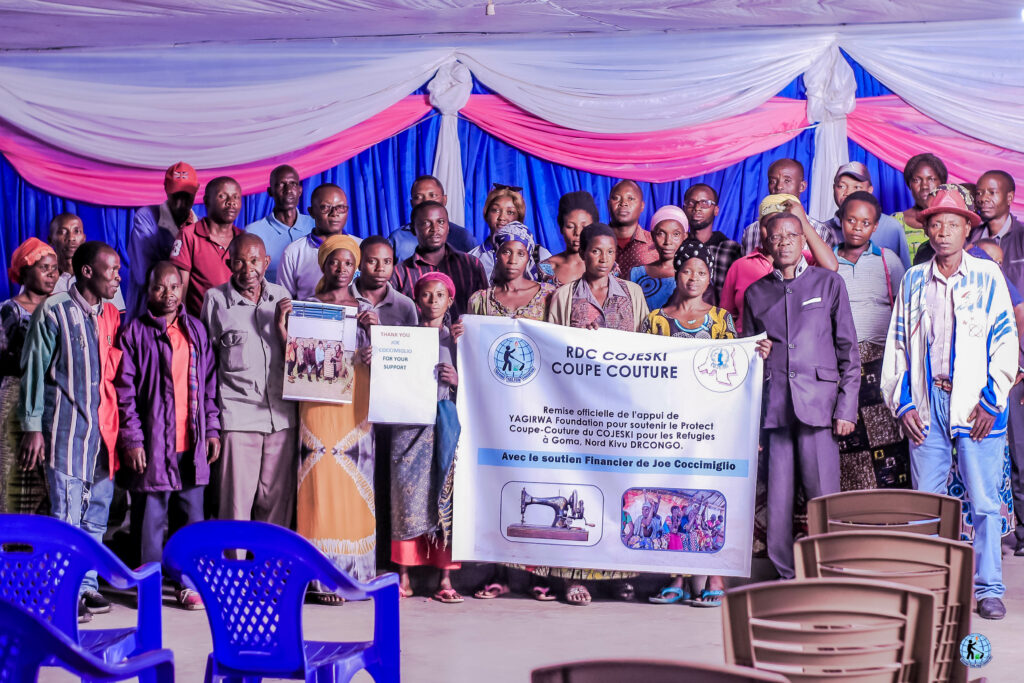 THANK YOU
JOE
COCCIMIGLIO
FOR YOUR
SUPPORT
RDC COJESKI
COUPE COUTURE
Remise officielle de l'appui de
YAGIRWA Foundation pour soutenir le Protect
Coupe-Couture du COJESKI pour les Refugies
à Goma, Nord Kivu DRCONGO.
Avec le soutien Financier de Joe Coccimiglio